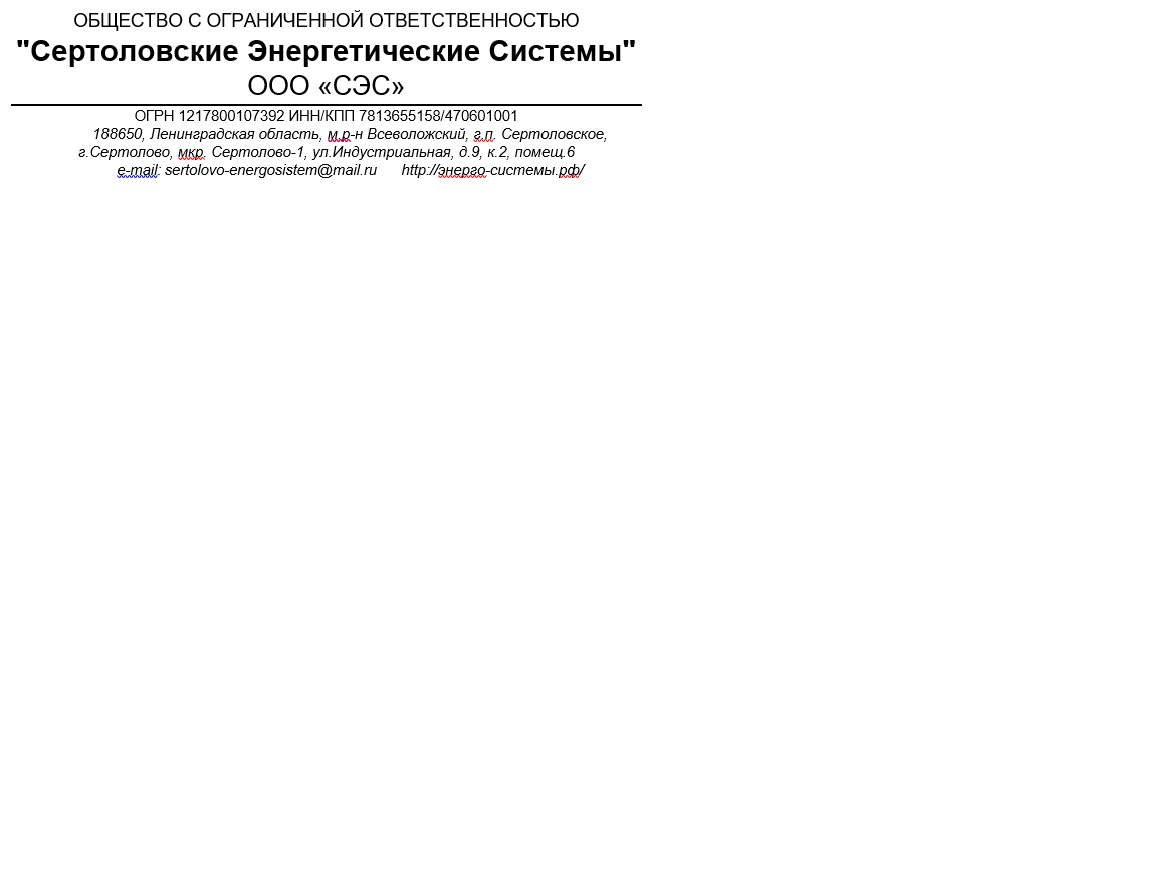 ОБЩЕСТВО С ОГРАНИЧЕННОЙ ОТВЕТСТВЕННОСТЬЮ
"Сертоловские Энергетические Системы"
ООО «СЭС»
ОГРН 1217800107392 ИНН/КПП 7813655158/470601001
188650, Ленинградская область, м.р-н Всеволожский, г.п. Сертоловское,
г.Сертолово, мкр. Сертолово-1, ул.Индустриальная, д.9, к.2, помещ.6
e-mail: sertolovo-energosistem@mail.ru http://энерго-системы.рф/